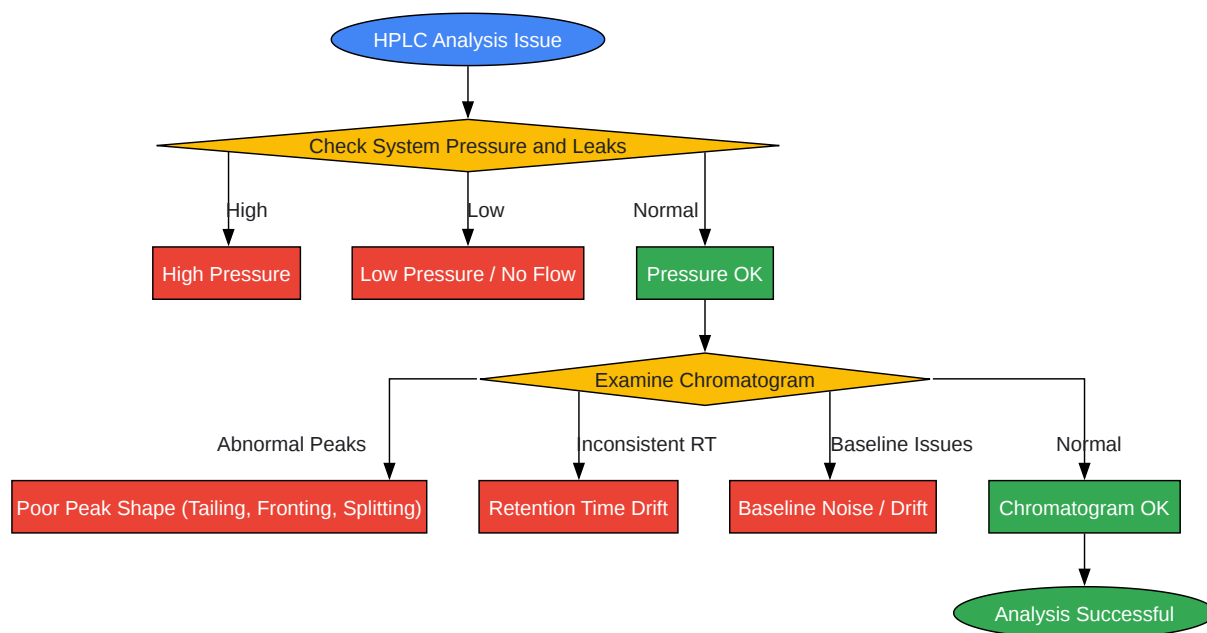 HPLC Analysis Issue
Check System Pressure and Leaks
High
Low
Normal
High Pressure
Low Pressure / No Flow
Pressure OK
Examine Chromatogram
Abnormal Peaks
Inconsistent RT
Baseline Issues
Normal
Poor Peak Shape (Tailing, Fronting, Splitting)
Retention Time Drift
Baseline Noise / Drift
Chromatogram OK
Analysis Successful